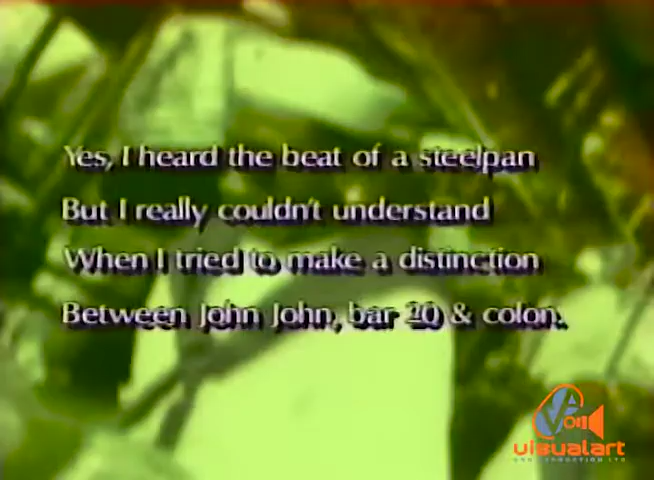 Yes, I heard the beat of a steelpan
But I really couldn't understand
When I tried to make a distinction
Between John John, bar 20 & colon.
VA
visualart